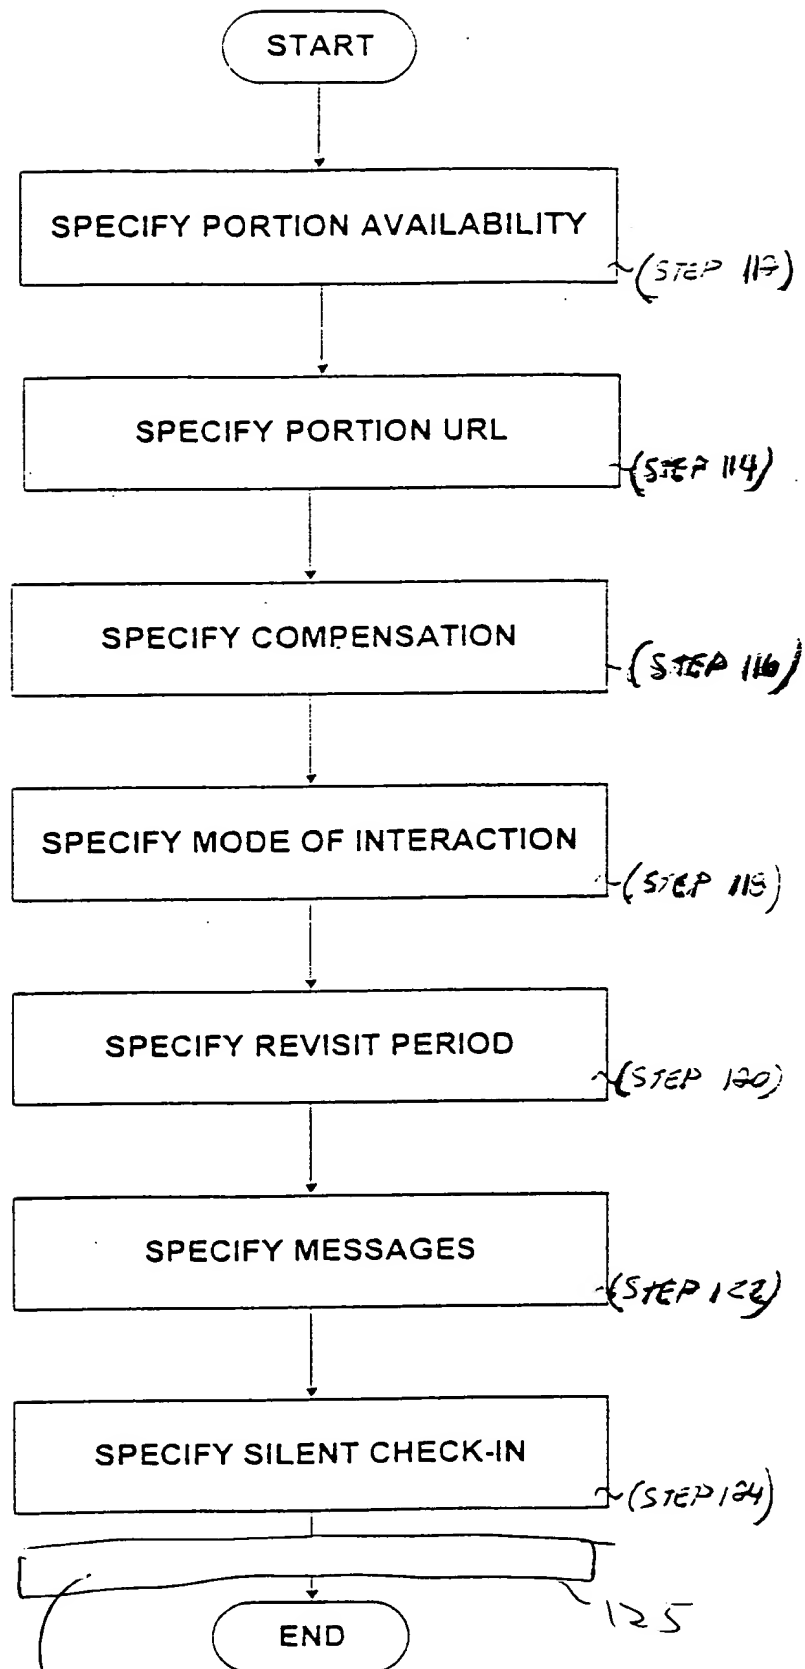 START
SPECIFY PORTION AVAILABILITY
(STEP 112)
SPECIFY PORTION URL
(STEP 114)
SPECIFY COMPENSATION
(STEP 116)
SPECIFY MODE OF INTERACTION
(STEP 118)
SPECIFY REVISIT PERIOD
(STEP 120)
SPECIFY MESSAGES
(STEP 122)
SPECIFY SILENT CHECK-IN
(STEP 124)
125
END